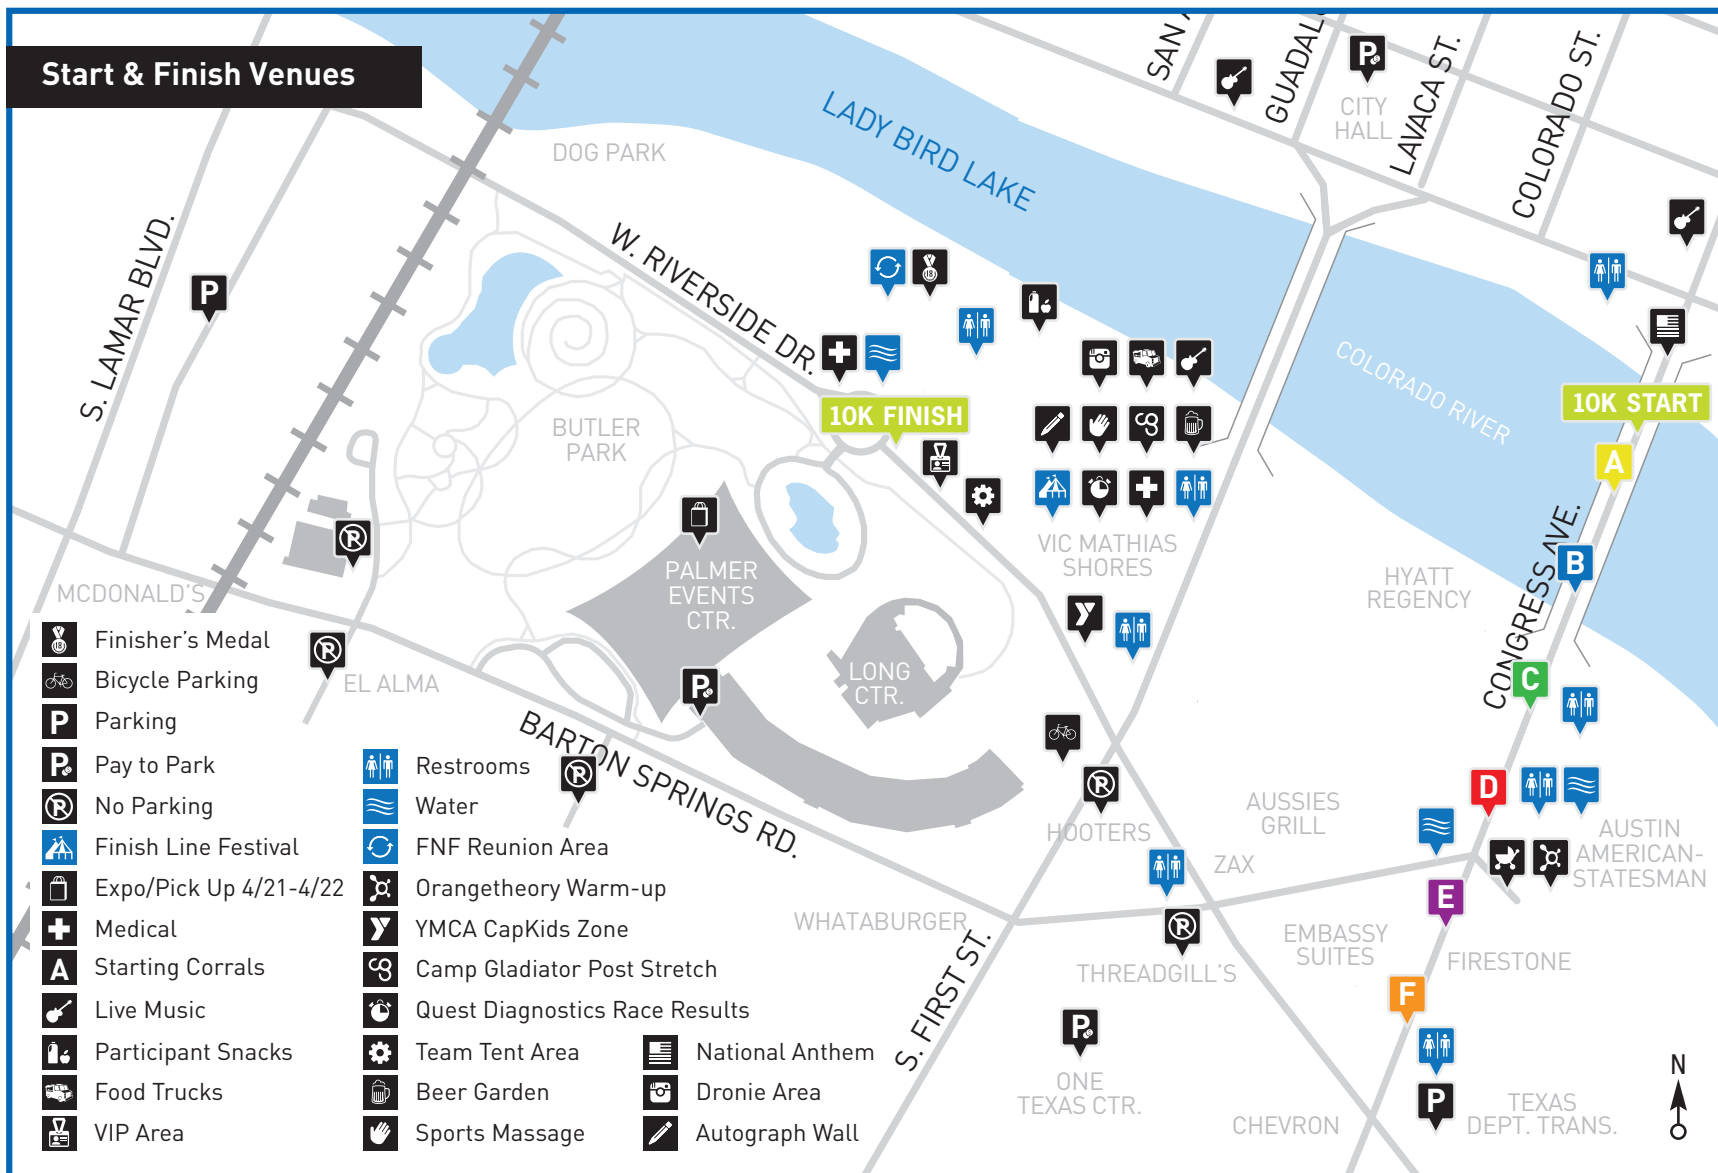 Start & Finish Venues
SAN
GUADAL
LAVACA ST.
COLORADO ST.
P
CITY
HALL
LADY BIRD LAKE
DOG PARK
W. RIVERSIDE DR.
S. LAMAR BLVD.
P
18
COLORADO RIVER
10K FINISH
10K START
A
BUTLER
PARK
P
PALMER
EVENTS
CTR.
VIC MATHIAS
SHORES
HYATT
REGENCY
CONGRESS AVE.
B
MCDONALD'S
P
EL ALMA
LONG
CTR.
Y
C
P
BARTON SPRINGS RD.
P
P
HOOTERS
AUSSIES
GRILL
ZAX
D
AUSTIN
AMERICAN-
STATESMAN
E
WHATABURGER
P
THREADGILL'S
EMBASSY
SUITES
FIRESTONE
S. FIRST ST.
F
P
ONE
TEXAS CTR.
CHEVRON
P
TEXAS
DEPT. TRANS.
N
18 Finisher's Medal
Bicycle Parking
P Parking
P Pay to Park
P No Parking
Finish Line Festival
Expo/Pick Up 4/21-4/22
Medical
A Starting Corrals
Live Music
Participant Snacks
Food Trucks
VIP Area
Restrooms
Water
FNF Reunion Area
Orangetheory Warm-up
Y YMCA CapKids Zone
Camp Gladiator Post Stretch
Quest Diagnostics Race Results
Team Tent Area
Beer Garden
Sports Massage
National Anthem
Dronie Area
Autograph Wall